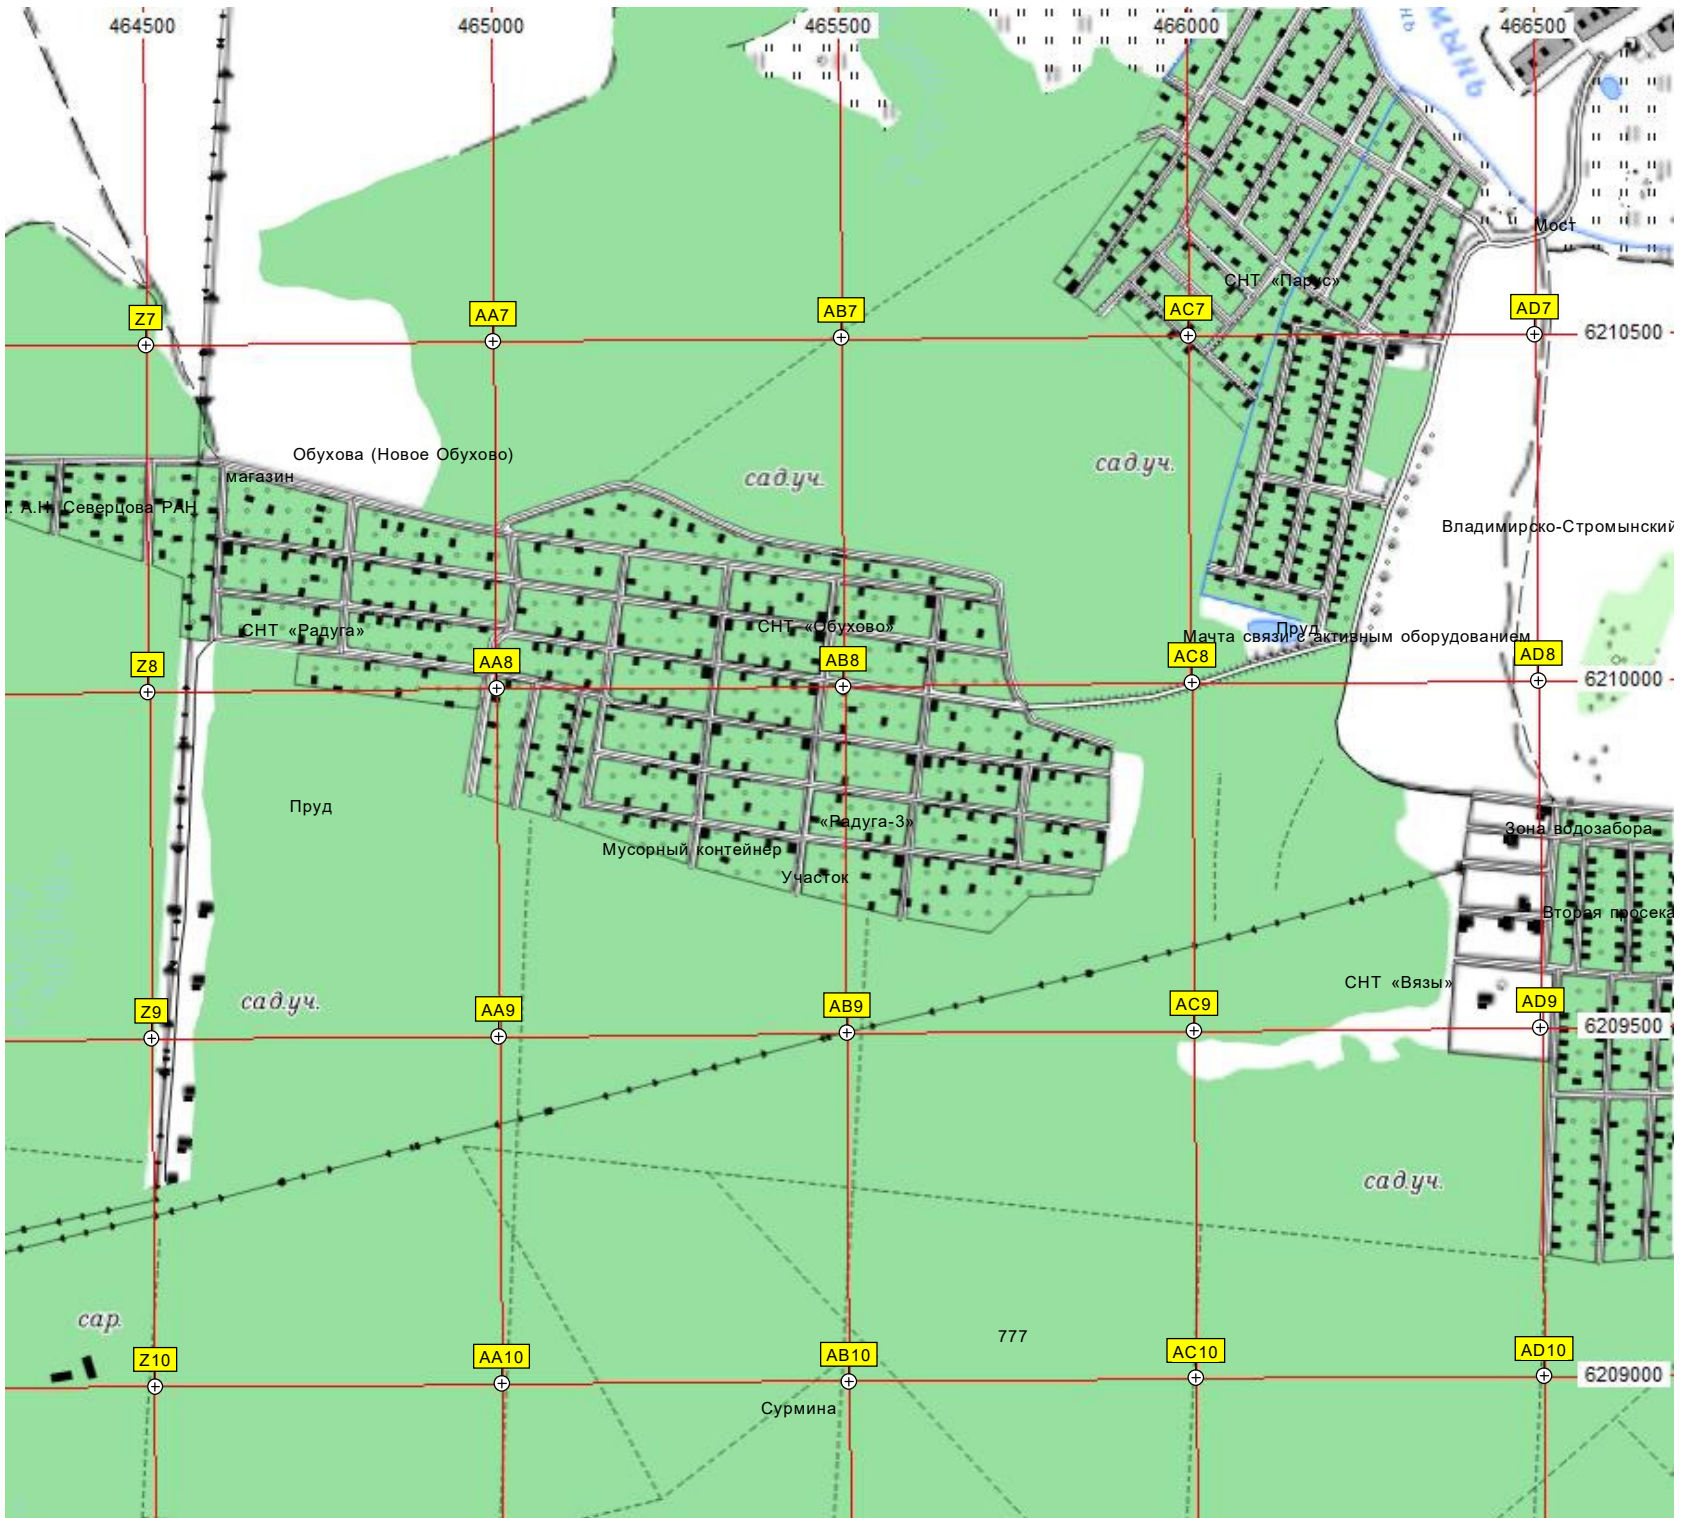 464500 465000 465500 466000 466500
мынь
нь
Мост
СНТ «Парус»
Z7 AA7 AB7 AC7 AD7
6210500
Обухова (Новое Обухово)
магазин
сад.уч.
сад.уч.
А.Н. Северцова РАН
Владимирско-Стромынский
СНТ «Радуга»
СНТ «Обухово»
Пруд
Мачта связи с активным оборудованием
Z8 AA8 AB8 AC8 AD8
6210000
Пруд
«Радуга-3»
Зона водозабора
Мусорный контейнер
Участок
Вторая просека
СНТ «Вязы»
сад.уч.
Z9 AA9 AB9 AC9 AD9
6209500
сад.уч.
сар.
777
Z10 AA10 AB10 AC10 AD10
6209000
Сурмина